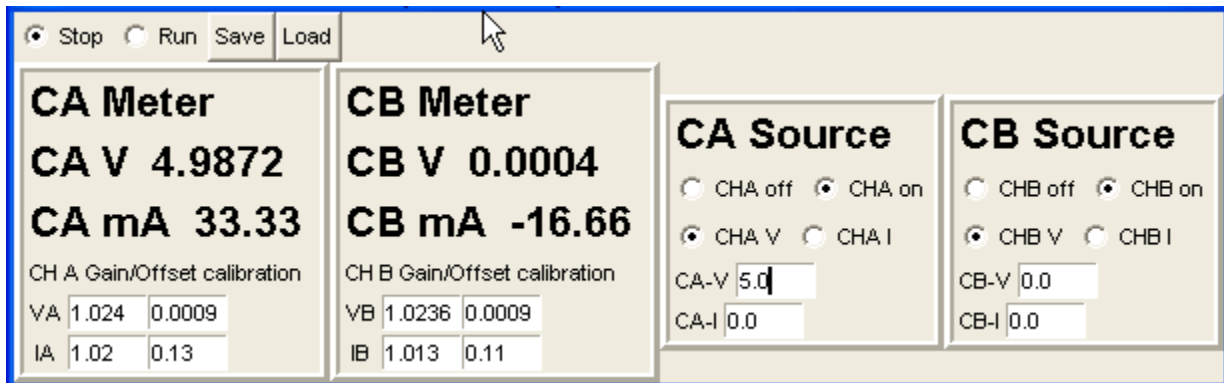 Stop Run Save Load
CA Meter
CA V 4.9872
CA mA 33.33
CH A Gain/Offset calibration
VA 1.024 0.0009
IA 1.02 0.13
CB Meter
CB V 0.0004
CB mA -16.66
CH B Gain/Offset calibration
VB 1.0236 0.0009
IB 1.013 0.11
CA Source
CHA off CHA on
CHA V CHA I
CA-V 5.0
CA-I 0.0
CB Source
CHB off CHB on
CHB V CHB I
CB-V 0.0
CB-I 0.0